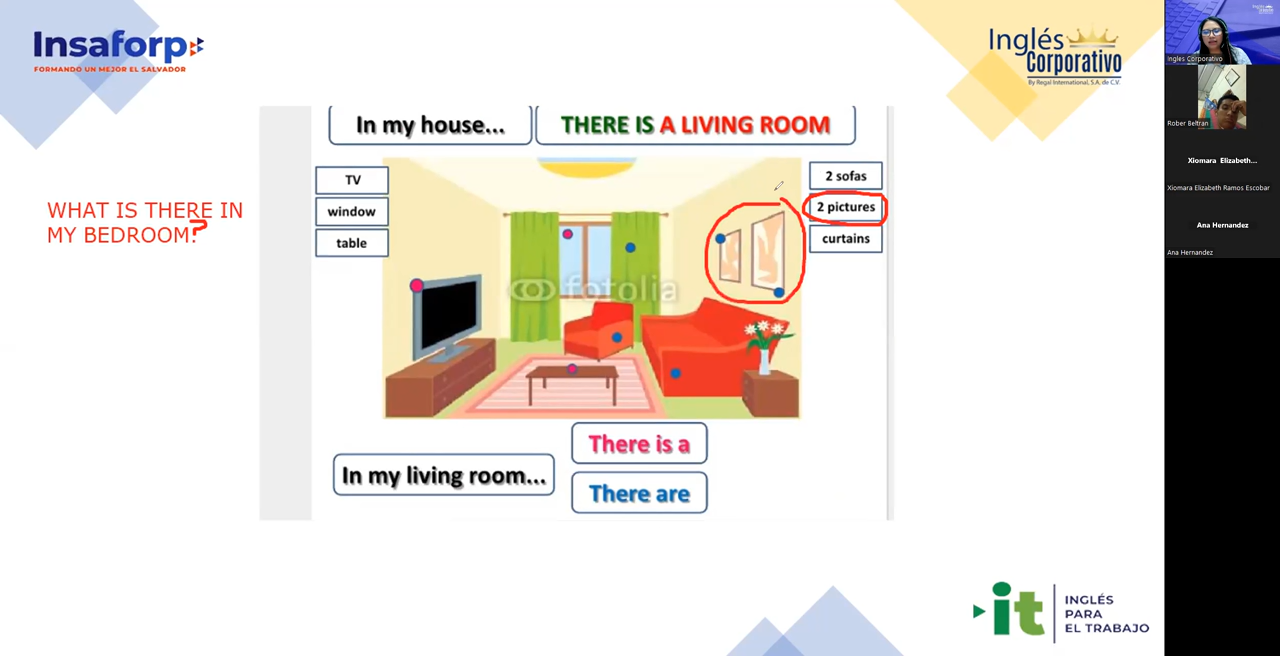 Insaforp
FORMANDO UN MEJOR EL SALVADOR
Inglés
Corporativo
By Regal International, S.A. de C.V.
WHAT IS THERE IN
MY BEDROOM?
In my house...
THERE IS A LIVING ROOM
TV
window
table
2 sofas
2 pictures
curtains
fotolia
In my living room...
There is a
There are
it
INGLÉS
PARA
EL TRABAJO
Ingles Corporativo
Rober Beltran
Xiomara Elizabeth...
Xiomara Elizabeth Ramos Escobar
Ana Hernandez
Ana Hernandez